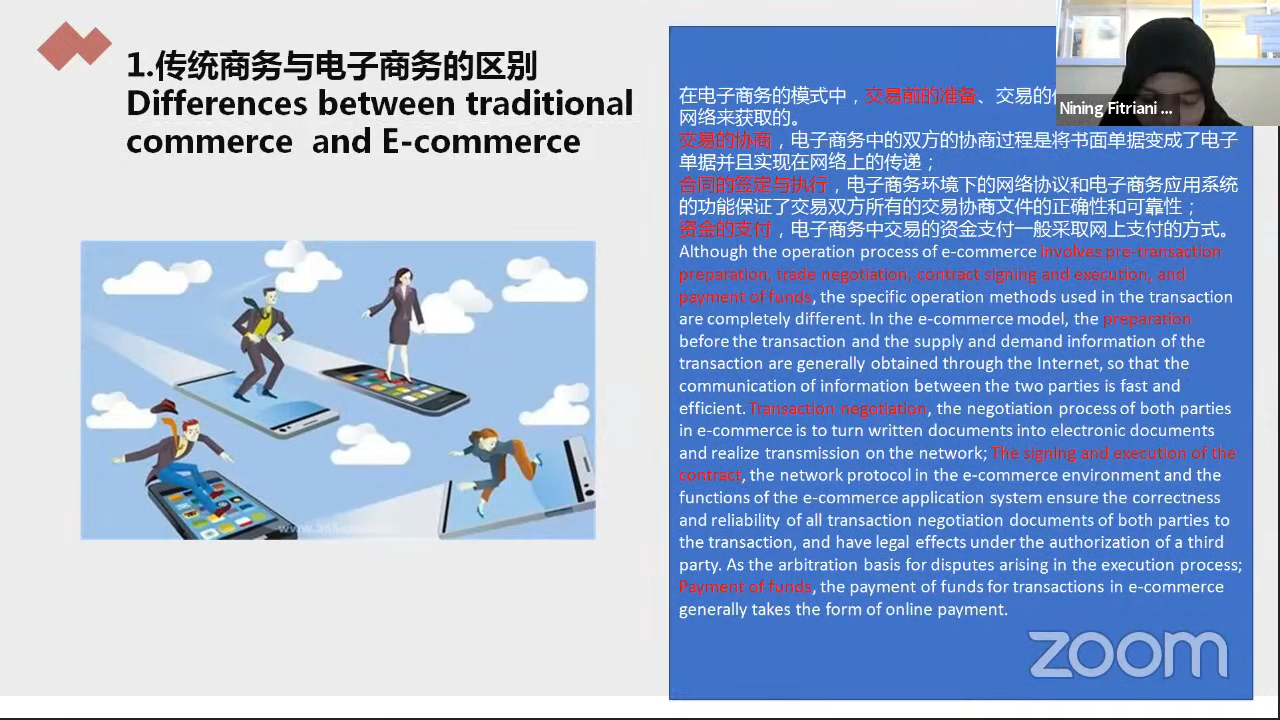 1.传统商务与电子商务的区别
Differences between traditional
commerce and E-commerce
在电子商务的模式中，交易前的准备、交易的
网络来获取的。
交易的协商，电子商务中的双方的协商过程是将书面单据变成了电子
单据并且实现在网络上的传递；
合同的签定与执行，电子商务环境下的网络协议和电子商务应用系统
的功能保证了交易双方所有的交易协商文件的正确性和可靠性；
资金的支付，电子商务中交易的资金支付一般采取网上支付的方式。
Although the operation process of e-commerce involves pre-transaction
preparation, trade negotiation, contract signing and execution, and
payment of funds, the specific operation methods used in the transaction
are completely different. In the e-commerce model, the preparation
before the transaction and the supply and demand information of the
transaction are generally obtained through the Internet, so that the
communication of information between the two parties is fast and
efficient. Transaction negotiation, the negotiation process of both parties
in e-commerce is to turn written documents into electronic documents
and realize transmission on the network; The signing and execution of the
contract, the network protocol in the e-commerce environment and the
functions of the e-commerce application system ensure the correctness
and reliability of all transaction negotiation documents of both parties to
the transaction, and have legal effects under the authorization of a third
party. As the arbitration basis for disputes arising in the execution process;
Payment of funds, the payment of funds for transactions in e-commerce
generally takes the form of online payment.
Nining Fitriani ...
zoom